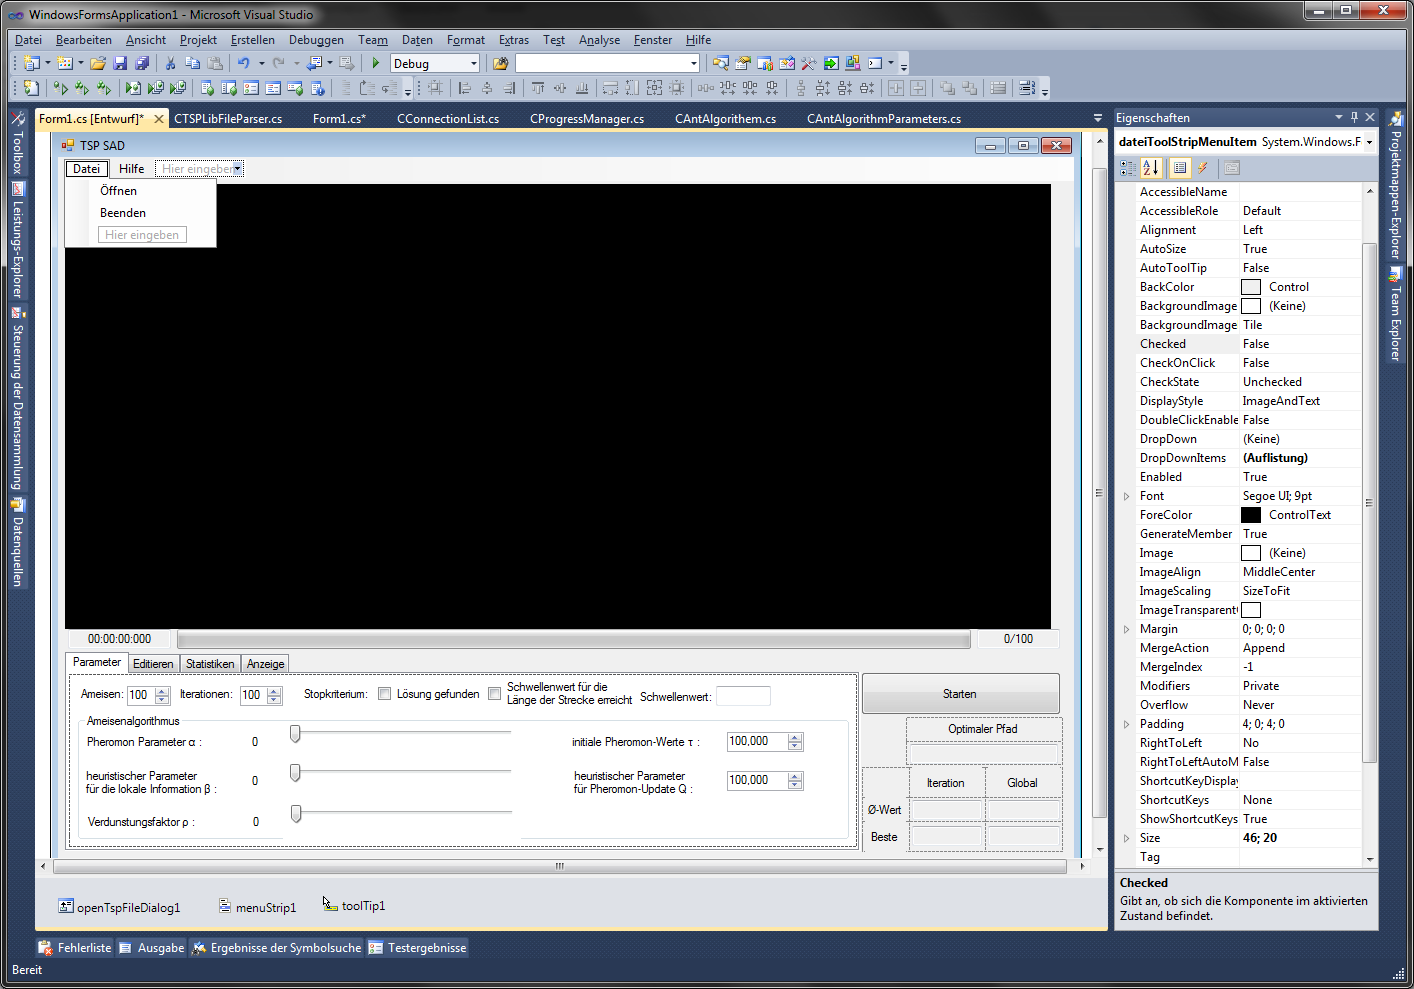 WindowsFormsApplication1 - Microsoft Visual Studio
Datei Bearbeiten Ansicht Projekt Erstellen Debuggen Team Daten Format Extras Test Analyse Fenster Hilfe
Debug
Form1.cs [Entwurf]* CTSPLibFileParser.cs Form1.cs* CConnectionList.cs CProgressManager.cs CAntAlgorithem.cs CAntAlgorithmParameters.cs
Toolbox
Leistungs-Explorer
Steuerung der Datensammlung
Datenquellen
TSP SAD
Datei Hilfe Hier eingeben
Öffnen
Beenden
Hier eingeben
00:00:00:000 0/100
Parameter Editieren Statistiken Anzeige
Ameisen: 100 Iterationen: 100 Stopkriterium: Lösung gefunden Schwellenwert für die
Länge der Strecke erreicht Schwellenwert:
Ameisenalgorithmus
Pheromon Parameter α : 0 initiale Pheromon-Werte τ : 100,000
heuristischer Parameter
für die lokale Information β : 0
heuristischer Parameter
für Pheromon-Update Q : 100,000
Verdunstungsfaktor ρ : 0
Starten
Optimaler Pfad
Iteration Global
Ø-Wert
Beste
openTspFileDialog1 menuStrip1 toolTip1
Eigenschaften
dateiToolStripMenuItem System.Windows.F
AccessibleName
AccessibleRole Default
Alignment Left
AutoSize True
AutoToolTip False
BackColor Control
BackgroundImage (Keine)
BackgroundImage Tile
Checked False
CheckOnClick False
CheckState Unchecked
DisplayStyle ImageAndText
DoubleClickEnable False
DropDown (Keine)
DropDownItems (Auflistung)
Enabled True
Font Segoe UI; 9pt
ForeColor ControlText
GenerateMember True
Image (Keine)
ImageAlign MiddleCenter
ImageScaling SizeToFit
ImageTransparent
Margin 0; 0; 0; 0
MergeAction Append
MergeIndex -1
Modifiers Private
Overflow Never
Padding 4; 0; 4; 0
RightToLeft No
RightToLeftAutoM False
ShortcutKeyDisplay
ShortcutKeys None
ShowShortcutKeys True
Size 46; 20
Tag
Checked
Gibt an, ob sich die Komponente im aktivierten
Zustand befindet.
Projektmappen-Explorer
Team Explorer
Fehlerliste Ausgabe Ergebnisse der Symbolsuche Testergebnisse
Bereit